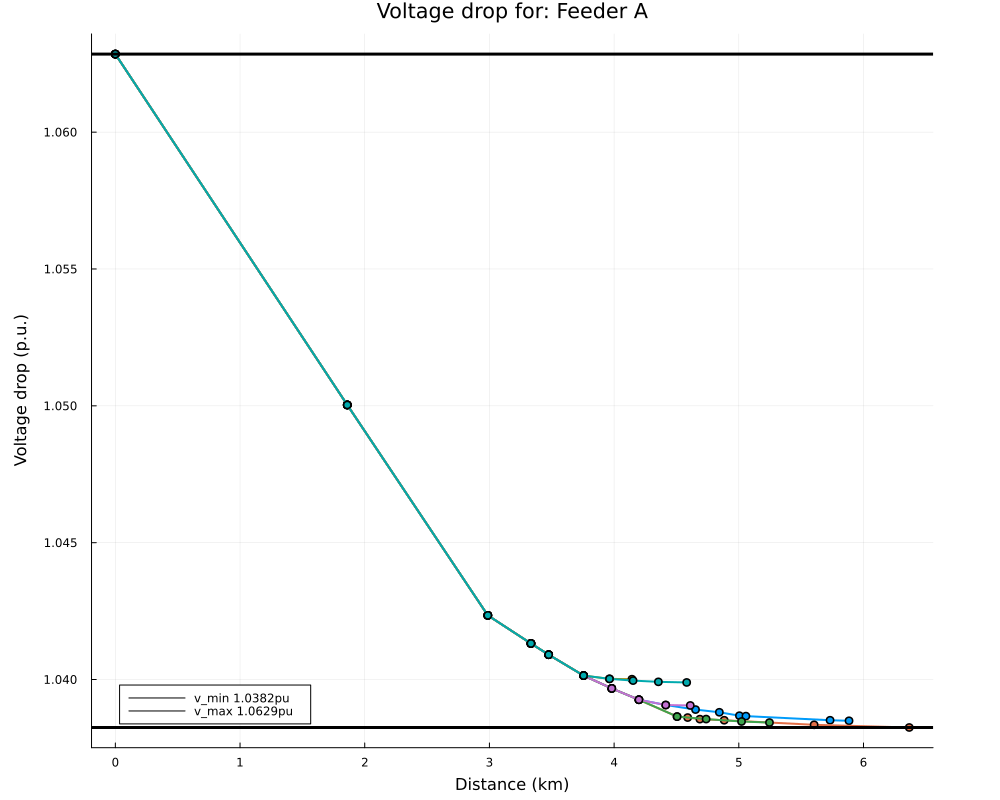 Voltage drop for: Feeder A
Voltage drop (p.u.)
1.060
1.055
1.050
1.045
1.040
v_min 1.0382pu
v_max 1.0629pu
0 1 2 3 4 5 6
Distance (km)